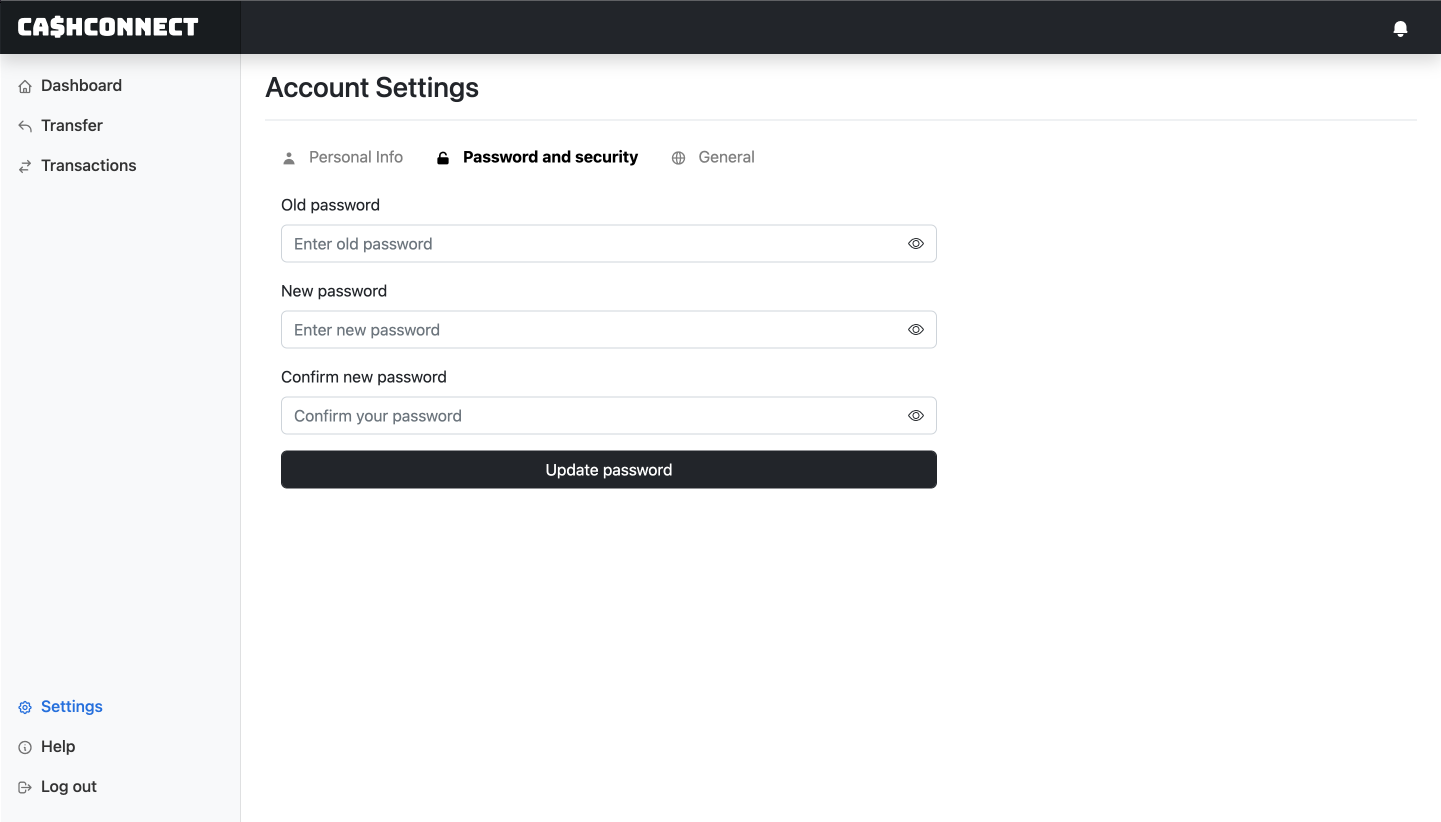 CA$HCONNECT
Dashboard
Transfer
Transactions
Settings
Help
Log out
Account Settings
Personal Info Password and security General
Old password
Enter old password
New password
Enter new password
Confirm new password
Confirm your password
Update password